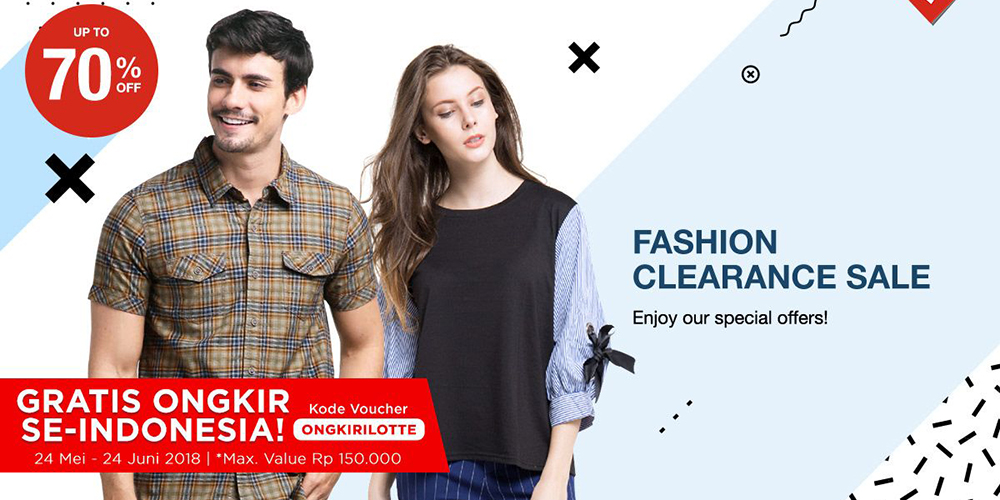 UP TO
70%
OFF
FASHION
CLEARANCE SALE
Enjoy our special offers!
GRATIS ONGKIR
SE-INDONESIA!
Kode Voucher
ONGKIRILOTTE
24 Mei - 24 Juni 2018 | *Max. Value Rp 150.000